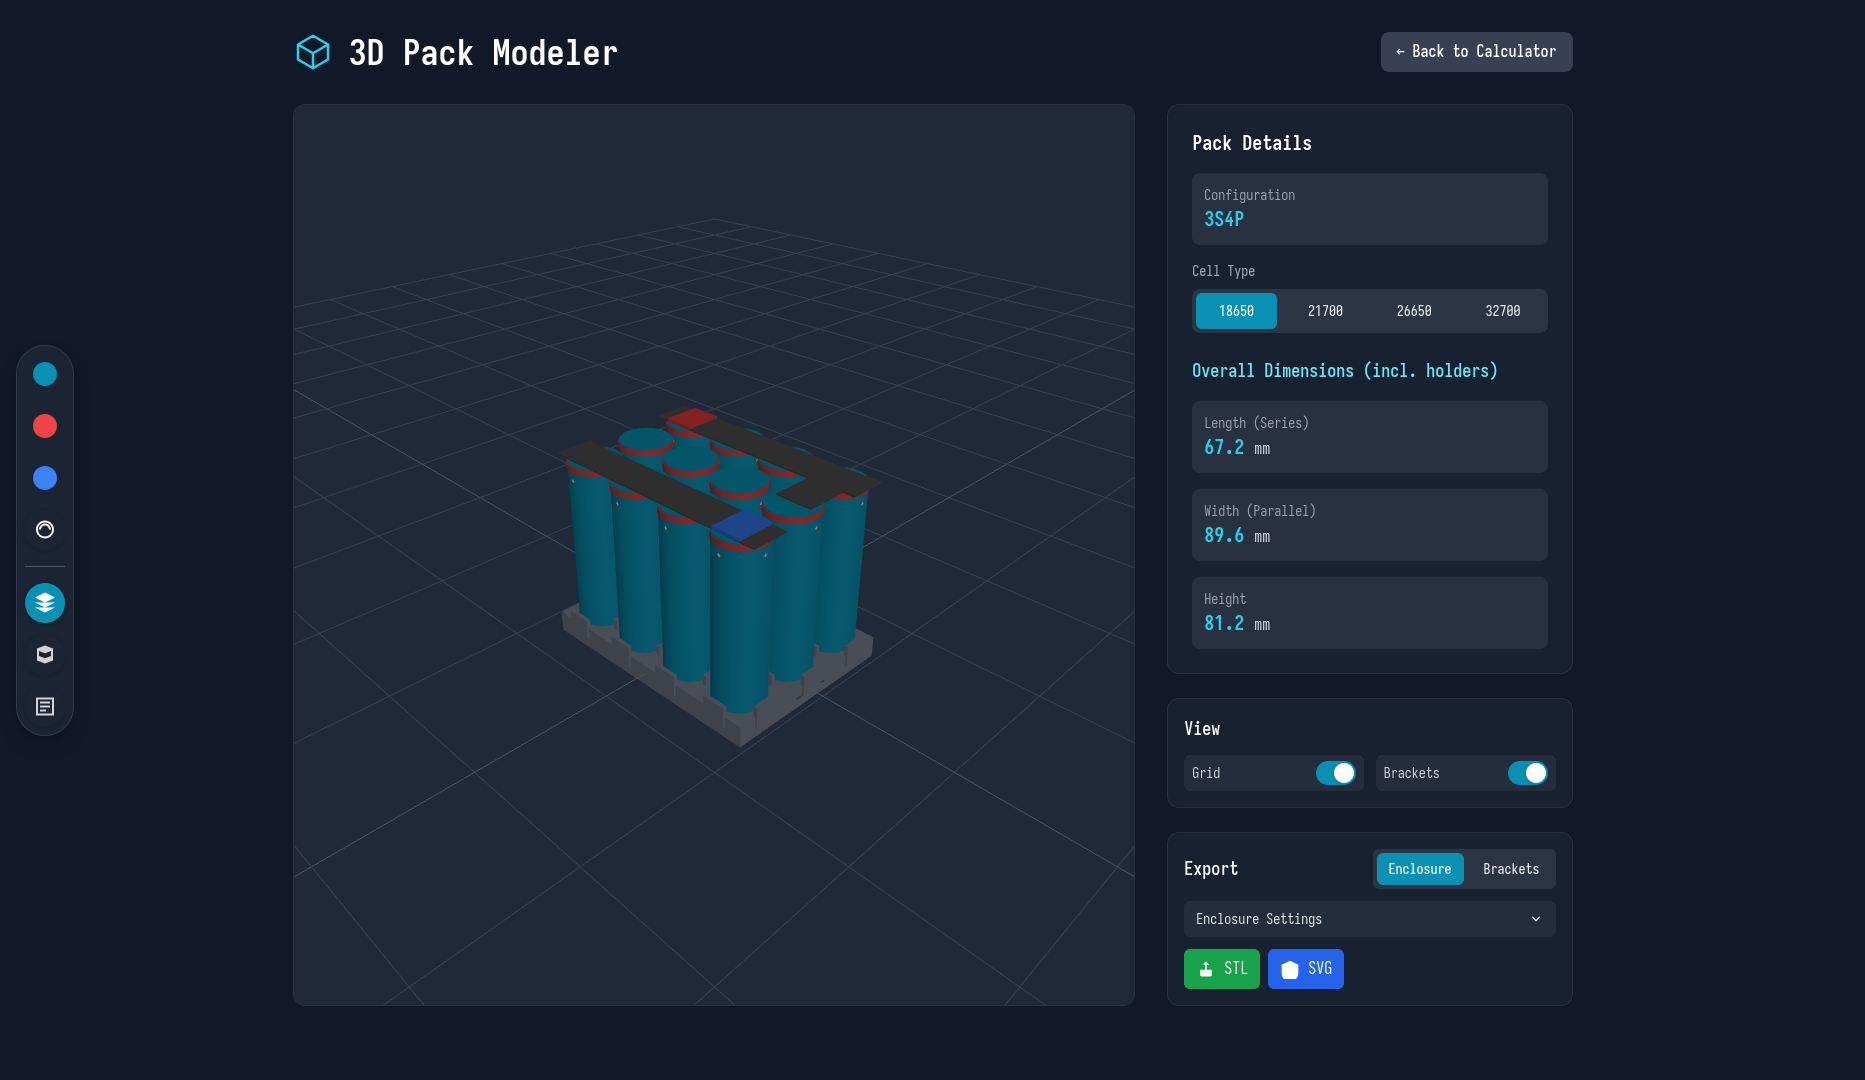 3D Pack Modeler
← Back to Calculator
Pack Details
Configuration
3S4P
Cell Type
18650 21700 26650 32700
Overall Dimensions (incl. holders)
Length (Series)
67.2 mm
Width (Parallel)
89.6 mm
Height
81.2 mm
View
Grid
Brackets
Export
Enclosure Brackets
Enclosure Settings
STL SVG